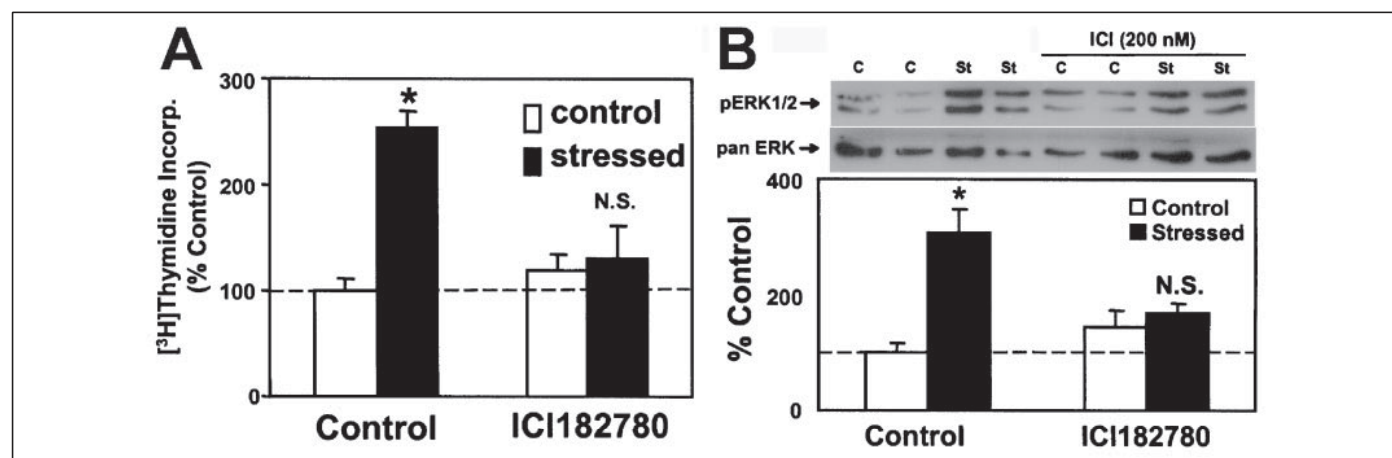 A
[³H]Thymidine Incorp.
(% Control)
300
200
100
0
*
control
stressed
N.S.
Control ICI182780
B
ICI (200 nM)
C C St St C C St St
pERK1/2
pan ERK
% Control
400
200
0
*
Control
Stressed
N.S.
Control ICI182780